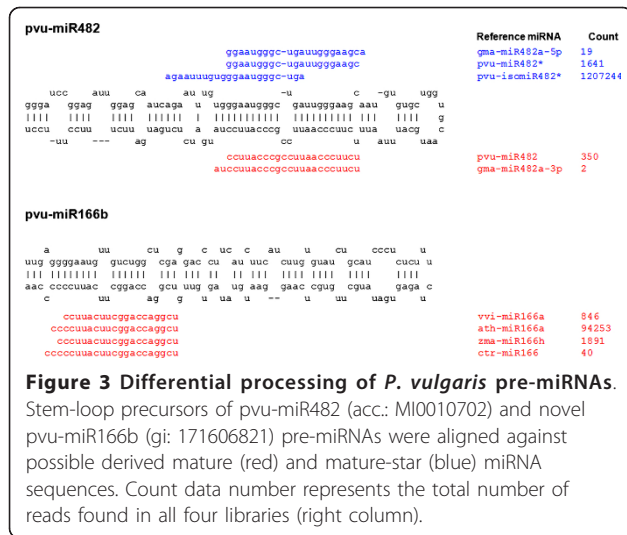 pvu-miR482
Reference miRNA Count
ggaaugggc-ugauugggaagca gma-miR482a-5p 19
ggaaugggc-ugauugggaagc pvu-miR482* 1641
agaauuugugggaaugggc-uga pvu-isomiR482* 1207244
ucc auu ca au ug -u c -gu ugg
ggga ggag ggag aucaga u ugggaaugggc gauugggaag aau gugc u
|||| |||| |||| |||||| | ||||||||||| |||||||||| ||| |||| g
uccu ccuu ucuu uagucu a auccuuacccg uuaacccuuc uua uacg c
-uu --- ag cu gu cc u auu uaa
ccuuacccgccuuaacccuucu pvu-miR482 350
auccuuacccgccuuaacccuucu gma-miR482a-3p 2
pvu-miR166b
a uu cu g c uc c au u cu cccu u
uug ggggaaug gucugg cga gac cu au uuc cuug guau gcau cucu u
||| |||||||| |||||| ||| ||| || || ||| |||| |||| |||| ||||
aac cccccuuac cggacc gcu uug ga ug aag gaac cgug cgua gaga c
c uu ag g u ua u -- u uu uagu u
ccuuacuucggaccaggcu vvi-miR166a 846
ccccuuacuucggaccaggcu ath-miR166a 94253
cccuuacuucggaccaggcu zma-miR166h 1891
cccccuuacuucggaccaggcu ctr-miR166 40
Figure 3 Differential processing of P. vulgaris pre-miRNAs.
Stem-loop precursors of pvu-miR482 (acc.: MI0010702) and novel
pvu-miR166b (gi: 171606821) pre-miRNAs were aligned against
possible derived mature (red) and mature-star (blue) miRNA
sequences. Count data number represents the total number of
reads found in all four libraries (right column).